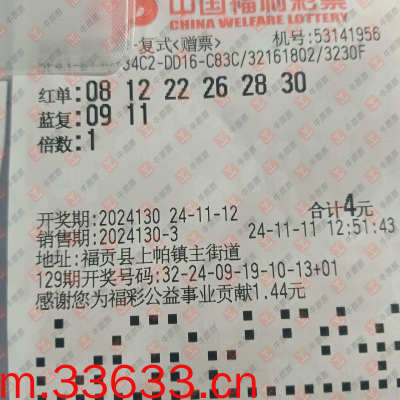 中国福利彩票
CHINA WELFARE LOTTERY
复式<赠票> 机号:53141956
34C2-DD16-C83C/32161802/3230F
红单:08 12 22 26 28 30
蓝复:09 11
倍数:1
开奖期:2024130 24-11-12 合计4元
销售期:2024130-3 24-11-11 12:51:43
地址:福贡县上帕镇主街道
129期开奖号码:32-24-09-19-10-13+01
感谢您为福彩公益事业贡献1.44元
m.33633.cn